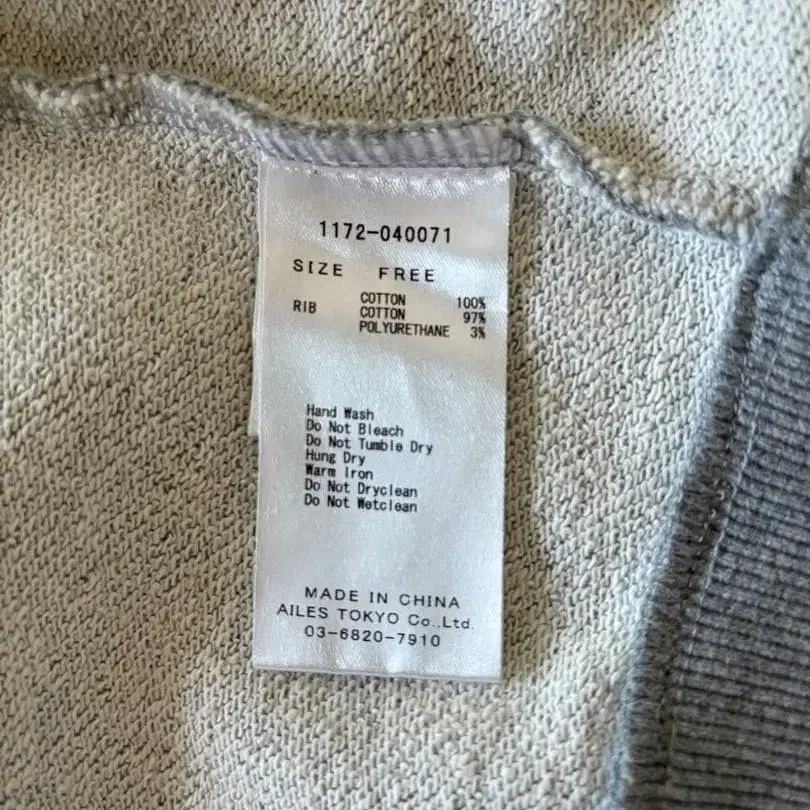 1172-040071
SIZE FREE
COTTON 100%
RIB COTTON 97%
POLYURETHANE 3%
Hand Wash
Do Not Bleach
Do Not Tumble Dry
Hung Dry
Warm Iron
Do Not Dryclean
Do Not Wetclean
MADE IN CHINA
AILES TOKYO Co.,Ltd.
03-6820-7910